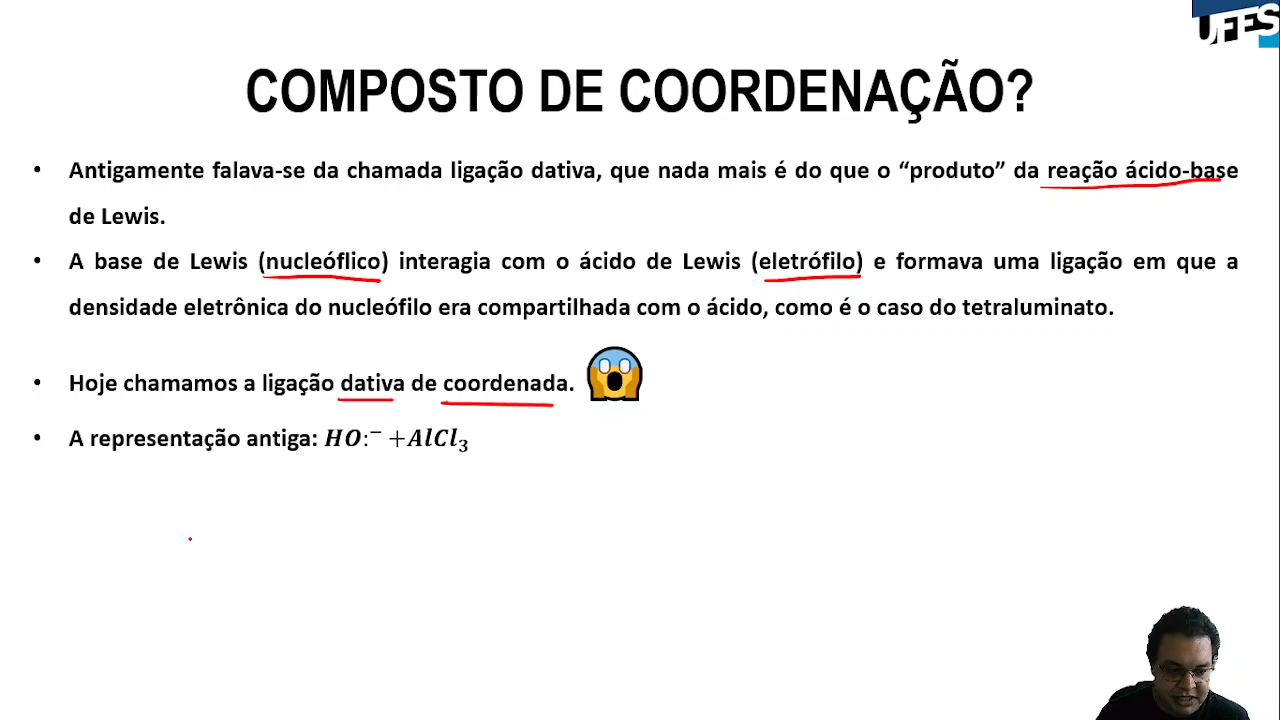 UFES
COMPOSTO DE COORDENAÇÃO?
• Antigamente falava-se da chamada ligação dativa, que nada mais é do que o “produto” da reação ácido-base
de Lewis.
• A base de Lewis (nucleóflico) interagia com o ácido de Lewis (eletrófilo) e formava uma ligação em que a
densidade eletrônica do nucleófilo era compartilhada com o ácido, como é o caso do tetraluminato.
• Hoje chamamos a ligação dativa de coordenada.
• A representação antiga: HO:⁻ +AlCl₃